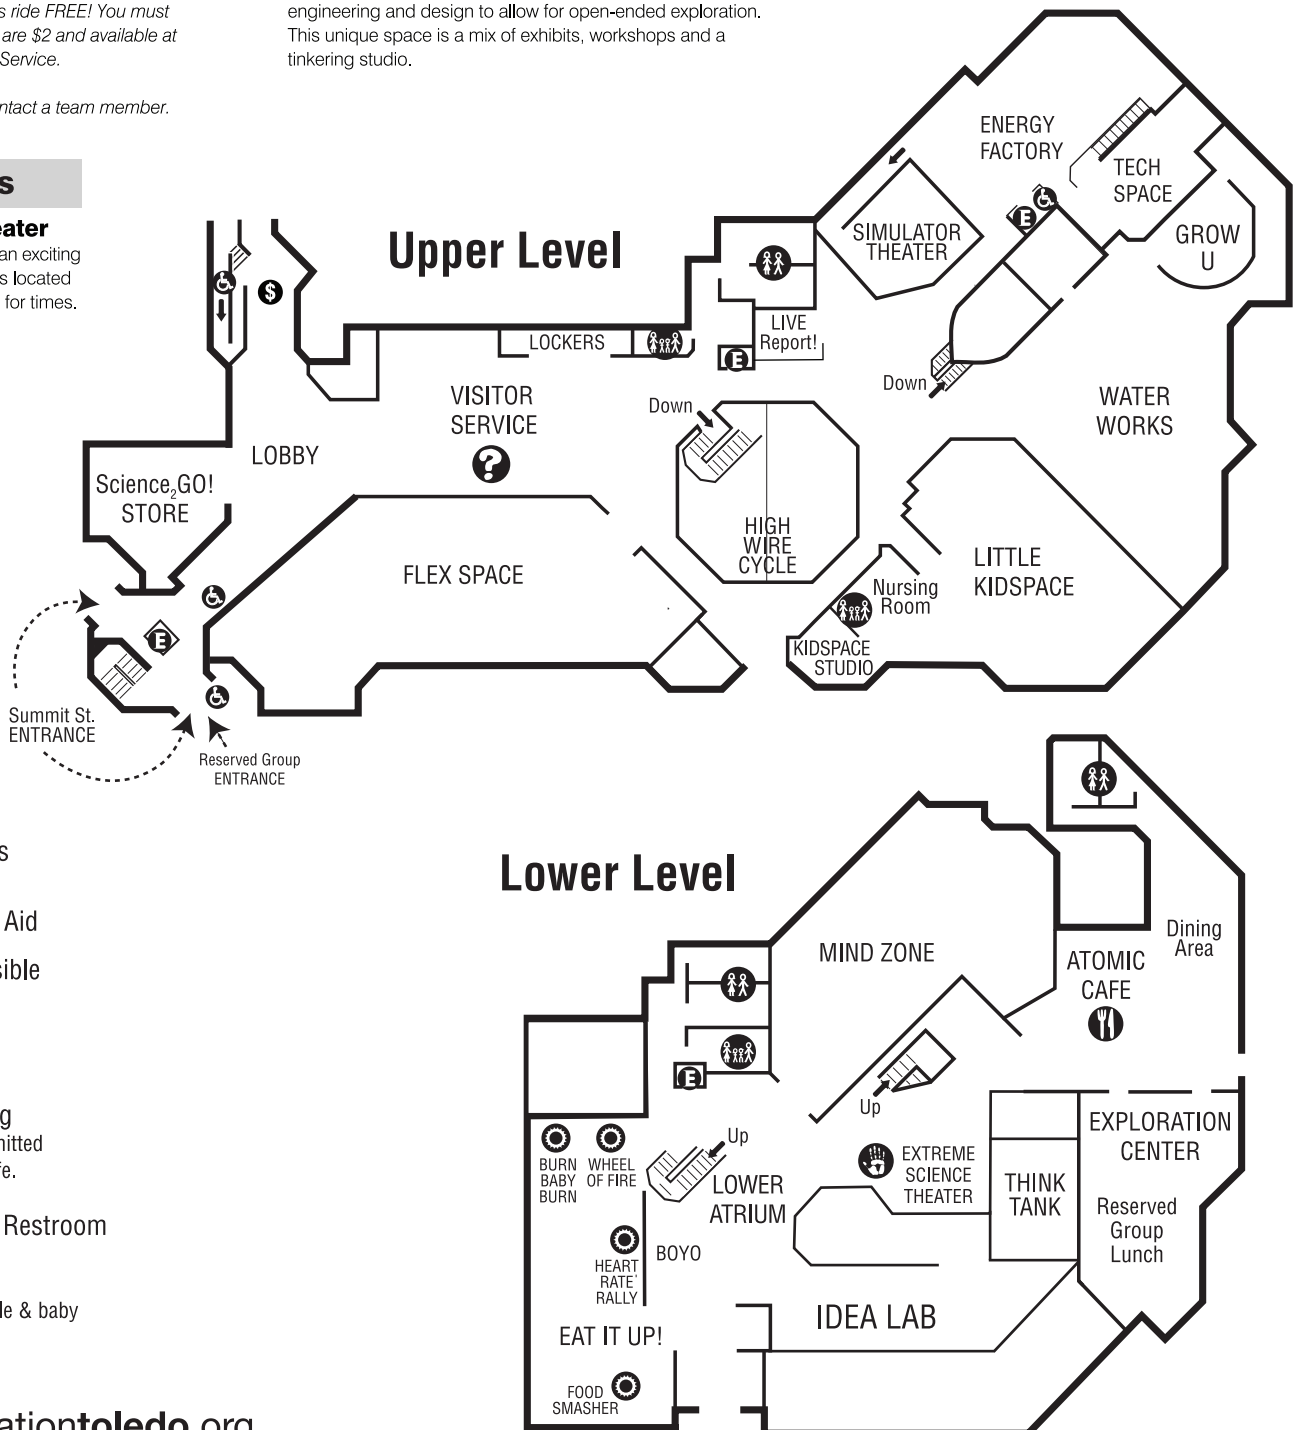 s ride FREE! You must
are $2 and available at
Service.
ntact a team member.
engineering and design to allow for open-ended exploration.
This unique space is a mix of exhibits, workshops and a
tinkering studio.
s
eater
an exciting
s located
for times.
Upper Level
ENERGY
FACTORY
TECH
SPACE
E
SIMULATOR
THEATER
GROW
U
$
LOCKERS
LIVE
Report!
E
Down
VISITOR
SERVICE
?
Down
WATER
WORKS
LOBBY
Science2GO!
STORE
HIGH
WIRE
CYCLE
FLEX SPACE
LITTLE
KIDSPACE
Nursing
Room
E
KIDSPACE
STUDIO
Summit St.
ENTRANCE
Reserved Group
ENTRANCE
s
Aid
sible
g
nitted
fe.
Restroom
le & baby
ationtoledo.org
Lower Level
MIND ZONE
Dining
Area
ATOMIC
CAFE
E
Up
EXPLORATION
CENTER
Up
BURN
BABY
BURN
WHEEL
OF FIRE
EXTREME
SCIENCE
THEATER
THINK
TANK
LOWER
ATRIUM
Reserved
Group
Lunch
BOYO
HEART
RATE'
RALLY
IDEA LAB
EAT IT UP!
FOOD
SMASHER